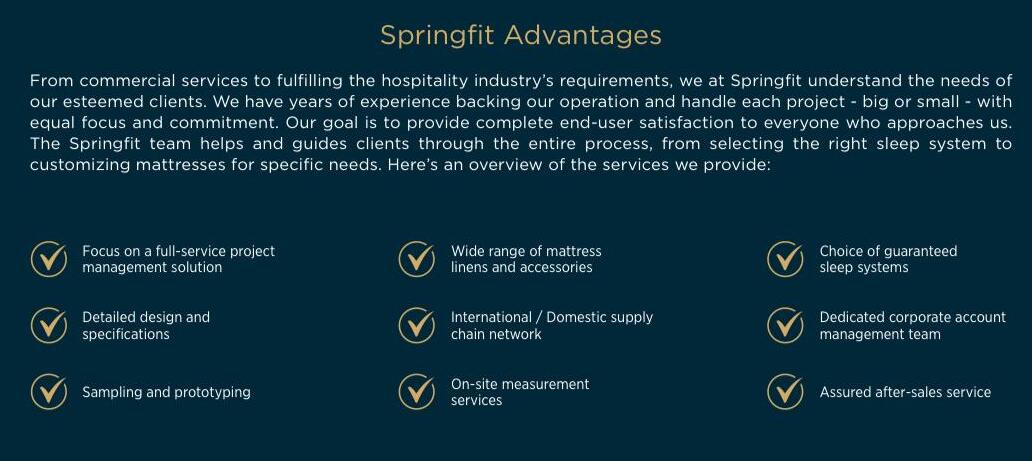 Springfit Advantages
From commercial services to fulfilling the hospitality industry's requirements, we at Springfit understand the needs of
our esteemed clients. We have years of experience backing our operation and handle each project - big or small - with
equal focus and commitment. Our goal is to provide complete end-user satisfaction to everyone who approaches us.
The Springfit team helps and guides clients through the entire process, from selecting the right sleep system to
customizing mattresses for specific needs. Here's an overview of the services we provide:
Focus on a full-service project
management solution
Wide range of mattress
linens and accessories
Choice of guaranteed
sleep systems
Detailed design and
specifications
International / Domestic supply
chain network
Dedicated corporate account
management team
Sampling and prototyping
On-site measurement
services
Assured after-sales service